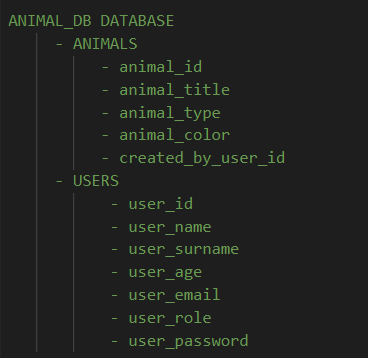 ANIMAL_DB DATABASE
- ANIMALS
- animal_id
- animal_title
- animal_type
- animal_color
- created_by_user_id
- USERS
- user_id
- user_name
- user_surname
- user_age
- user_email
- user_role
- user_password